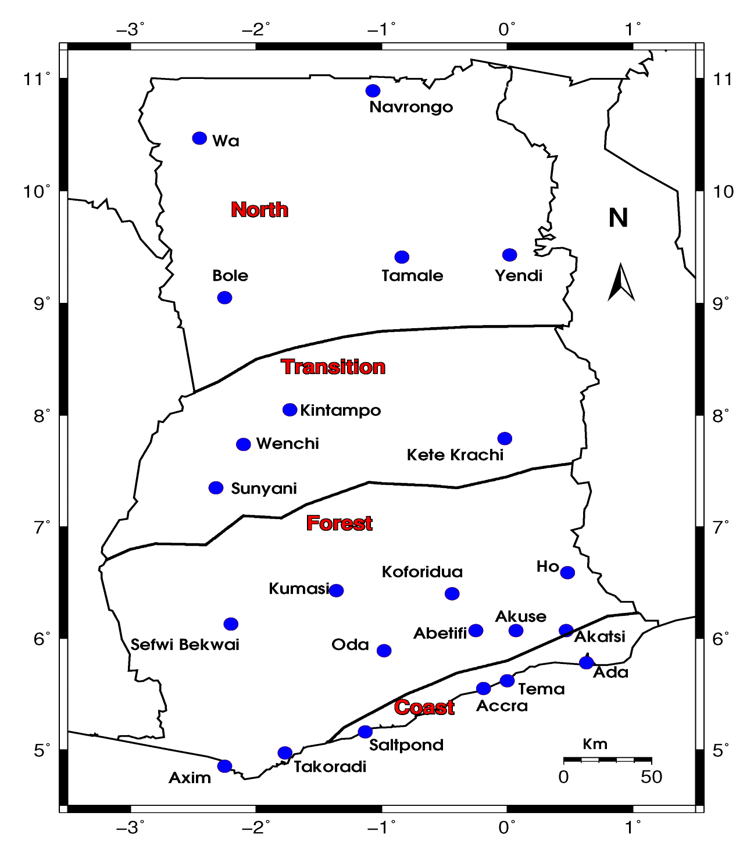 −3˚ −2˚ −1˚ 0˚ 1˚
11˚ 11
Navrongo
Wa
10˚ 10
North
N
Bole Tamale Yendi
9˚ 9˚
Transition
8˚ 8˚
Kintampo
Wenchi
Kete Krachi
Sunyani
7˚ 7˚
Forest
Koforidua Ho
Kumasi
Akuse
Abetifi
6˚ 6˚
Sefwi Bekwai Oda Akatsi
Ada
Tema
Coast Accra
Saltpond
Km
5˚ 5˚
Axim Takoradi
0 50
−3˚ −2˚ −1˚ 0˚ 1˚